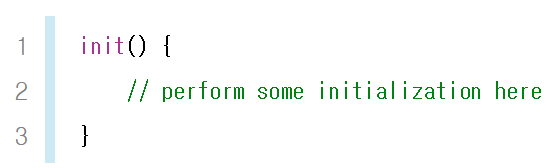 1 init() {
2     // perform some initialization here
3 }